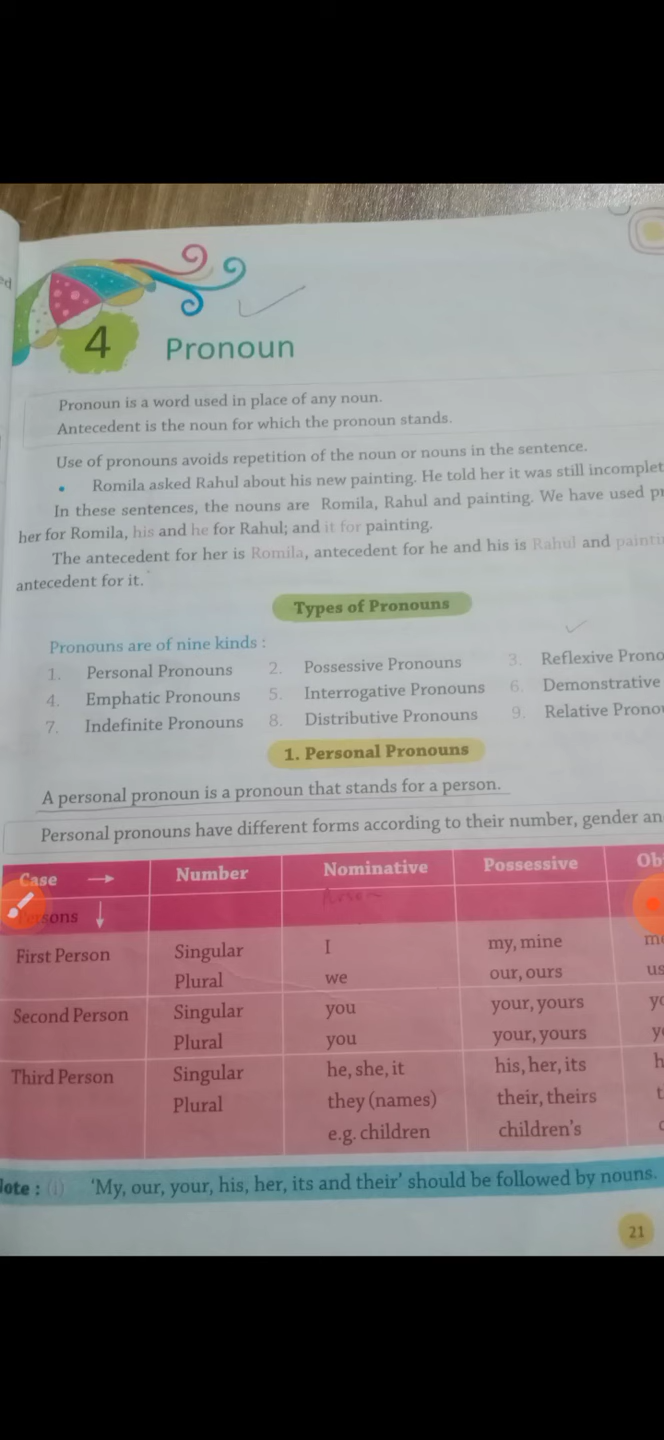 4 Pronoun
Pronoun is a word used in place of any noun.
Antecedent is the noun for which the pronoun stands.
Use of pronouns avoids repetition of the noun or nouns in the sentence.
• Romila asked Rahul about his new painting. He told her it was still incomplet
In these sentences, the nouns are Romila, Rahul and painting. We have used pr
her for Romila, his and he for Rahul; and it for painting.
The antecedent for her is Romila, antecedent for he and his is Rahul and painti
antecedent for it.
Types of Pronouns
Pronouns are of nine kinds :
1. Personal Pronouns 2. Possessive Pronouns 3. Reflexive Prono
4. Emphatic Pronouns 5. Interrogative Pronouns 6. Demonstrative
7. Indefinite Pronouns 8. Distributive Pronouns 9. Relative Pronou
1. Personal Pronouns
A personal pronoun is a pronoun that stands for a person.
Personal pronouns have different forms according to their number, gender an
Case → Number Nominative Possessive Ob
↓
First Person Singular I my, mine me
Plural we our, ours us
Second Person Singular you your, yours yo
Plural you your, yours yo
Third Person Singular he, she, it his, her, its h
Plural they (names) their, theirs t
e.g. children children's c
Note : (i) 'My, our, your, his, her, its and their' should be followed by nouns.
21